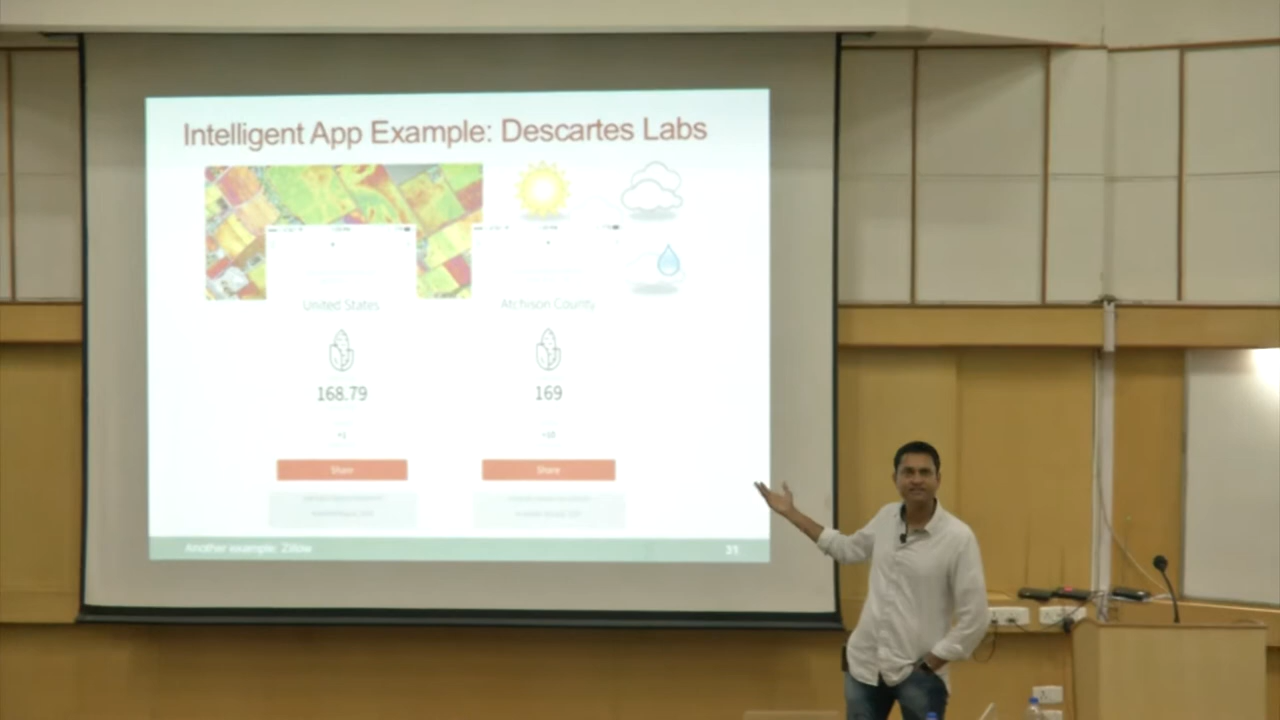 Intelligent App Example: Descartes Labs
United States
Atchison County
168.79
169
Share
Share
Another example: Zillow
31